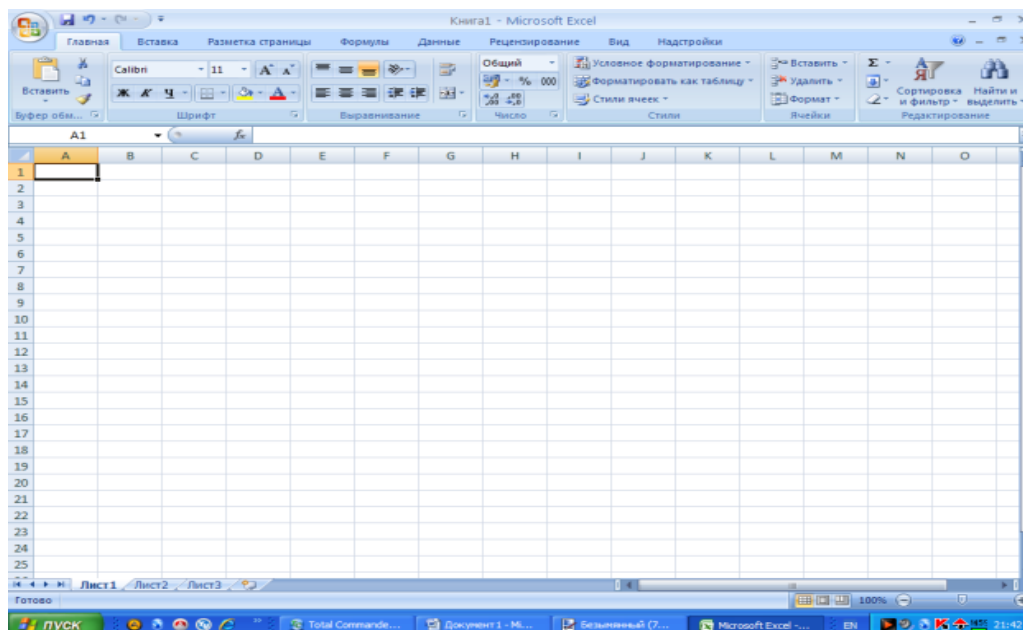 Книга1 - Microsoft Excel
Главная Вставка Разметка страницы Формулы Данные Рецензирование Вид Надстройки
Вставить
Calibri 11
Общий
Условное форматирование
Вставить
Σ
Ж К Ч
% 000
Форматировать как таблицу
Удалить
Сортировка и фильтр
Найти и выделить
Стили ячеек
Формат
Буфер обм... Шрифт Выравнивание Число Стили Ячейки Редактирование
A1 fx
A B C D E F G H I J K L M N O
1
2
3
4
5
6
7
8
9
10
11
12
13
14
15
16
17
18
19
20
21
22
23
24
25
Лист1 Лист2 Лист3
Готово 100%
пуск Total Commande... Документ1 - Mi... Безымянный (7... Microsoft Excel -... EN 21:42